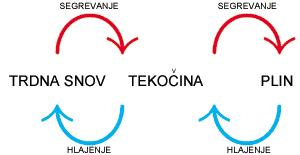 SEGREVANJE SEGREVANJE
TRDNA SNOV TEKOČINA PLIN
HLAJENJE HLAJENJE